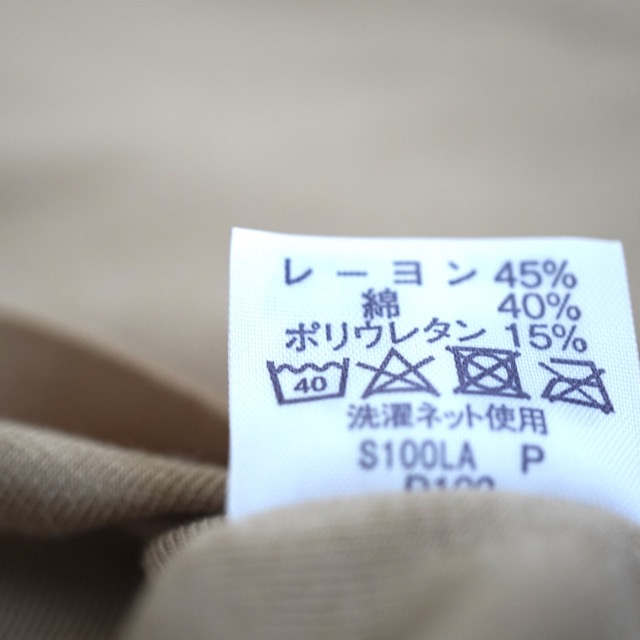 レーヨン 45%
綿 40%
ポリウレタン 15%
40
洗濯ネット使用
S100LA P